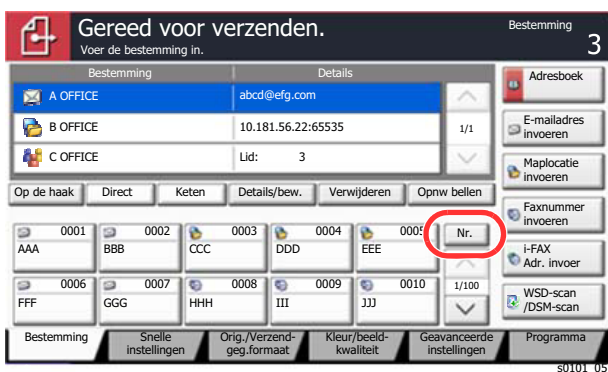 Gereed voor verzenden.
Voer de bestemming in.
Bestemming
3
Bestemming Details
A OFFICE abcd@efg.com
B OFFICE 10.181.56.22:65535
C OFFICE Lid: 3
1/1
Adresboek
E-mailadres
invoeren
Maplocatie
invoeren
Faxnummer
invoeren
i-FAX
Adr. invoer
WSD-scan
/DSM-scan
Op de haak Direct Keten Details/bew. Verwijderen Opnw bellen
0001 0002 0003 0004 0005 Nr.
AAA BBB CCC DDD EEE
0006 0007 0008 0009 0010 1/100
FFF GGG HHH III JJJ
Bestemming
Snelle
instellingen
Orig./Verzend-
geg.formaat
Kleur/beeld-
kwaliteit
Geavanceerde
instellingen
Programma
s0101_05